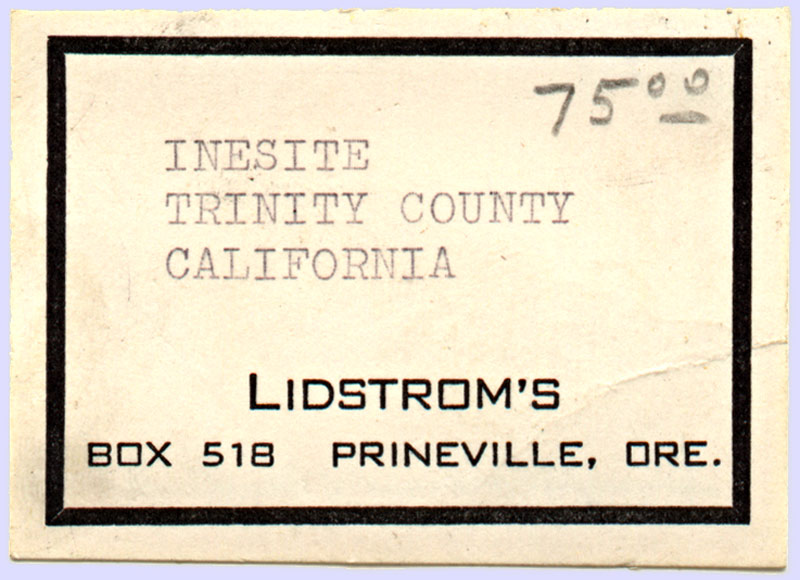 75⁰⁰
INESITE
TRINITY COUNTY
CALIFORNIA
LIDSTROM'S
BOX 518 PRINEVILLE, ORE.